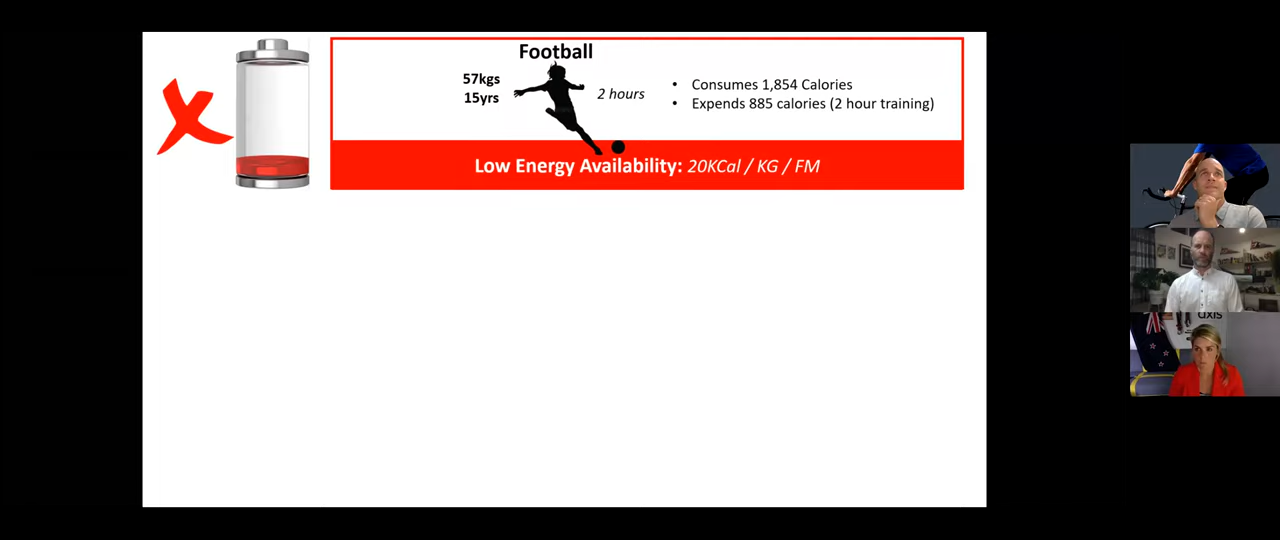 Football
57kgs
15yrs
2 hours
• Consumes 1,854 Calories
• Expends 885 calories (2 hour training)
Low Energy Availability: 20KCal / KG / FM
axis